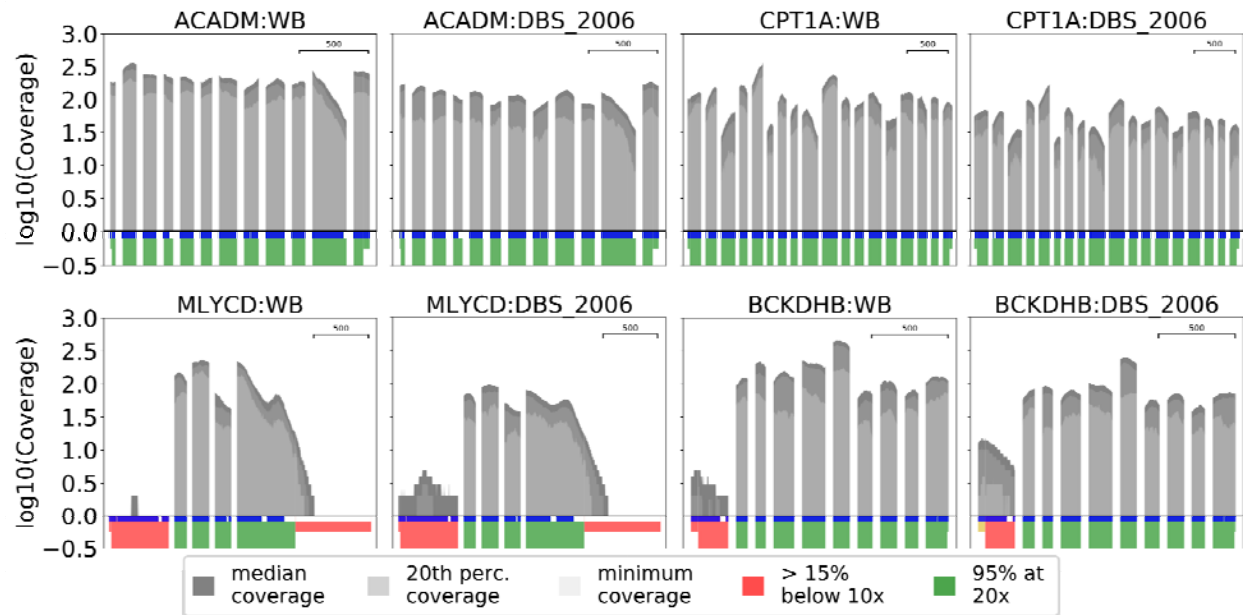 ACADM:WB ACADM:DBS_2006 CPT1A:WB CPT1A:DBS_2006
500 500 500 500
log10(Coverage)
3.0
2.5
2.0
1.5
1.0
0.5
0.0
−0.5
MLYCD:WB MLYCD:DBS_2006 BCKDHB:WB BCKDHB:DBS_2006
500 500 500 500
log10(Coverage)
3.0
2.5
2.0
1.5
1.0
0.5
0.0
−0.5
median coverage
20th perc. coverage
minimum coverage
> 15% below 10x
95% at 20x